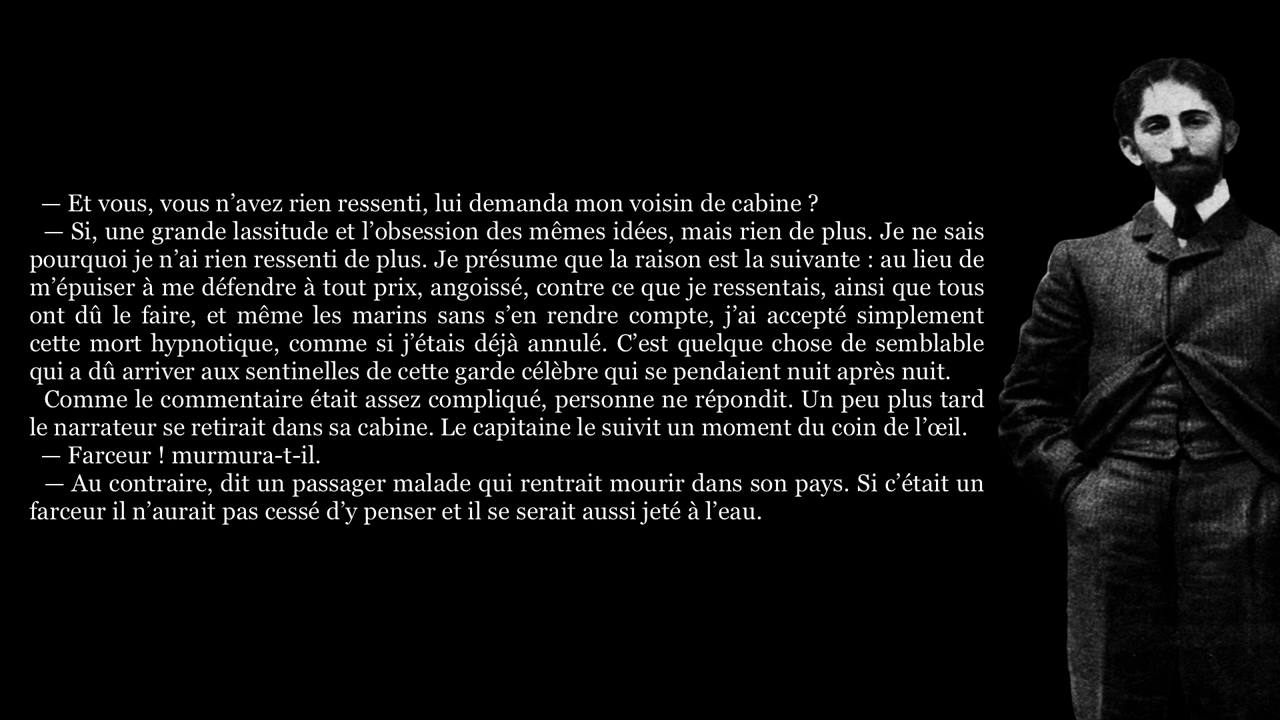 — Et vous, vous n’avez rien ressenti, lui demanda mon voisin de cabine ?
— Si, une grande lassitude et l’obsession des mêmes idées, mais rien de plus. Je ne sais
pourquoi je n’ai rien ressenti de plus. Je présume que la raison est la suivante : au lieu de
m’épuiser à me défendre à tout prix, angoissé, contre ce que je ressentais, ainsi que tous
ont dû le faire, et même les marins sans s’en rendre compte, j’ai accepté simplement
cette mort hypnotique, comme si j’étais déjà annulé. C’est quelque chose de semblable
qui a dû arriver aux sentinelles de cette garde célèbre qui se pendaient nuit après nuit.
Comme le commentaire était assez compliqué, personne ne répondit. Un peu plus tard
le narrateur se retirait dans sa cabine. Le capitaine le suivit un moment du coin de l’œil.
— Farceur ! murmura-t-il.
— Au contraire, dit un passager malade qui rentrait mourir dans son pays. Si c’était un
farceur il n’aurait pas cessé d’y penser et il se serait aussi jeté à l’eau.